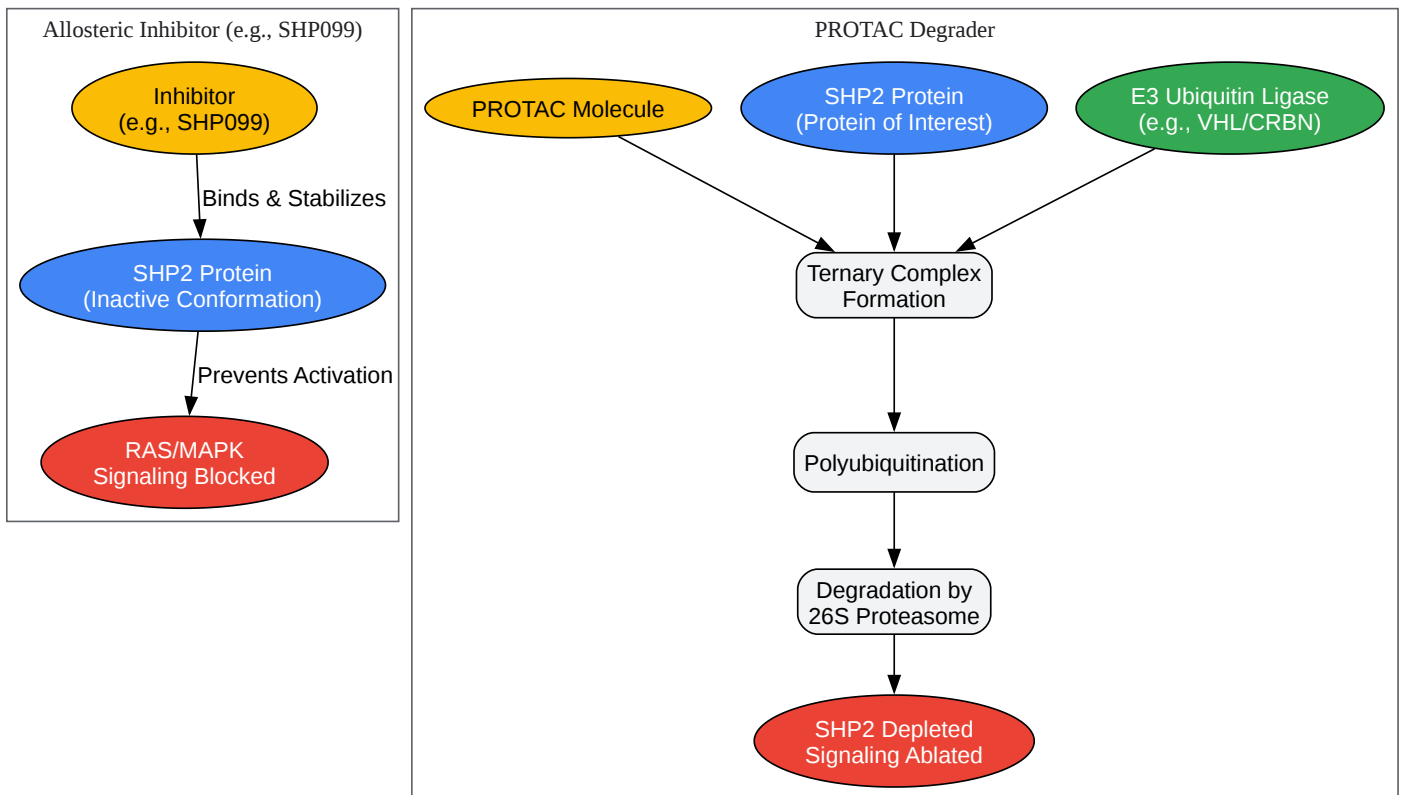 Allosteric Inhibitor (e.g., SHP099)
Inhibitor
(e.g., SHP099)
Binds & Stabilizes
SHP2 Protein
(Inactive Conformation)
Prevents Activation
RAS/MAPK
Signaling Blocked
PROTAC Degrader
PROTAC Molecule
SHP2 Protein
(Protein of Interest)
E3 Ubiquitin Ligase
(e.g., VHL/CRBN)
Ternary Complex
Formation
Polyubiquitination
Degradation by
26S Proteasome
SHP2 Depleted
Signaling Ablated